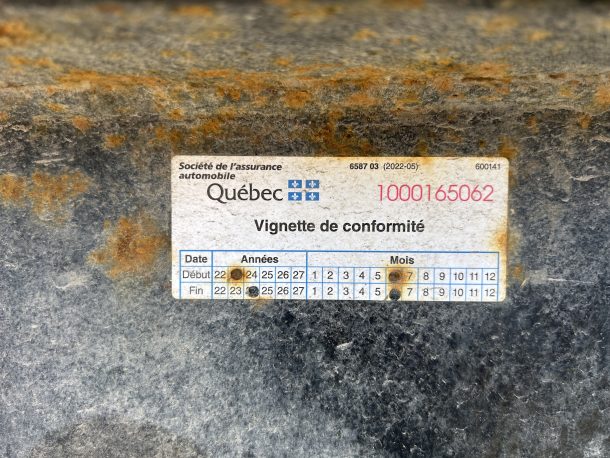 Société de l'assurance
automobile
6587 03 (2022-05)
600141
Québec
1000165062
Vignette de conformité
Date Années Mois
Début 22 24 25 26 27 1 2 3 4 5 7 8 9 10 11 12
Fin 22 23 25 26 27 1 2 3 4 5 7 8 9 10 11 12